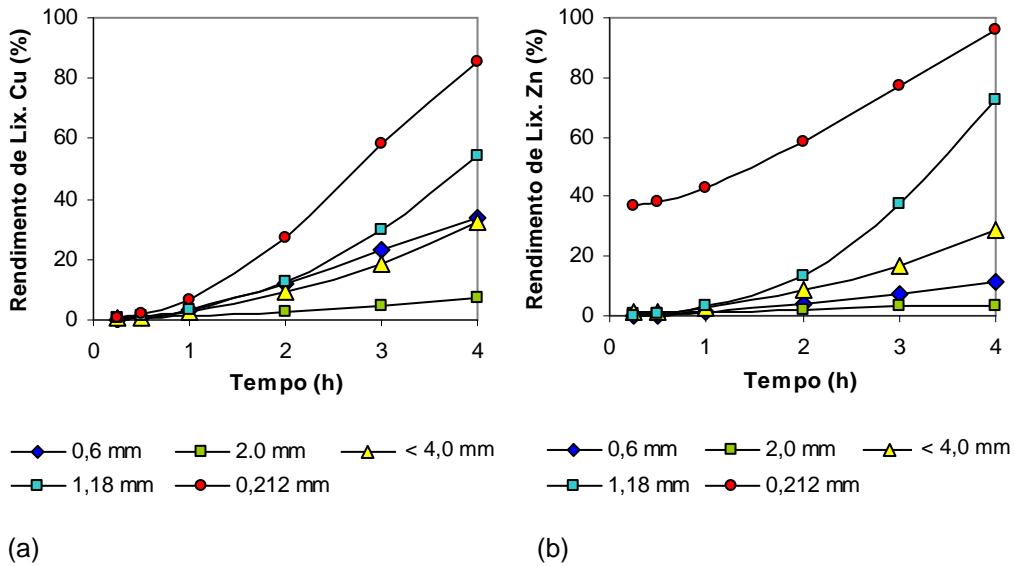 Rendimento de Lix. Cu (%)
100
80
60
40
20
0
0
1
2
3
4
Tempo (h)
0,6 mm
2.0 mm
< 4,0 mm
1,18 mm
0,212 mm
(a)
Rendimento de Lix. Zn (%)
100
80
60
40
20
0
0
1
2
3
4
Tempo (h)
0,6 mm
2,0 mm
< 4,0 mm
1,18 mm
0,212 mm
(b)